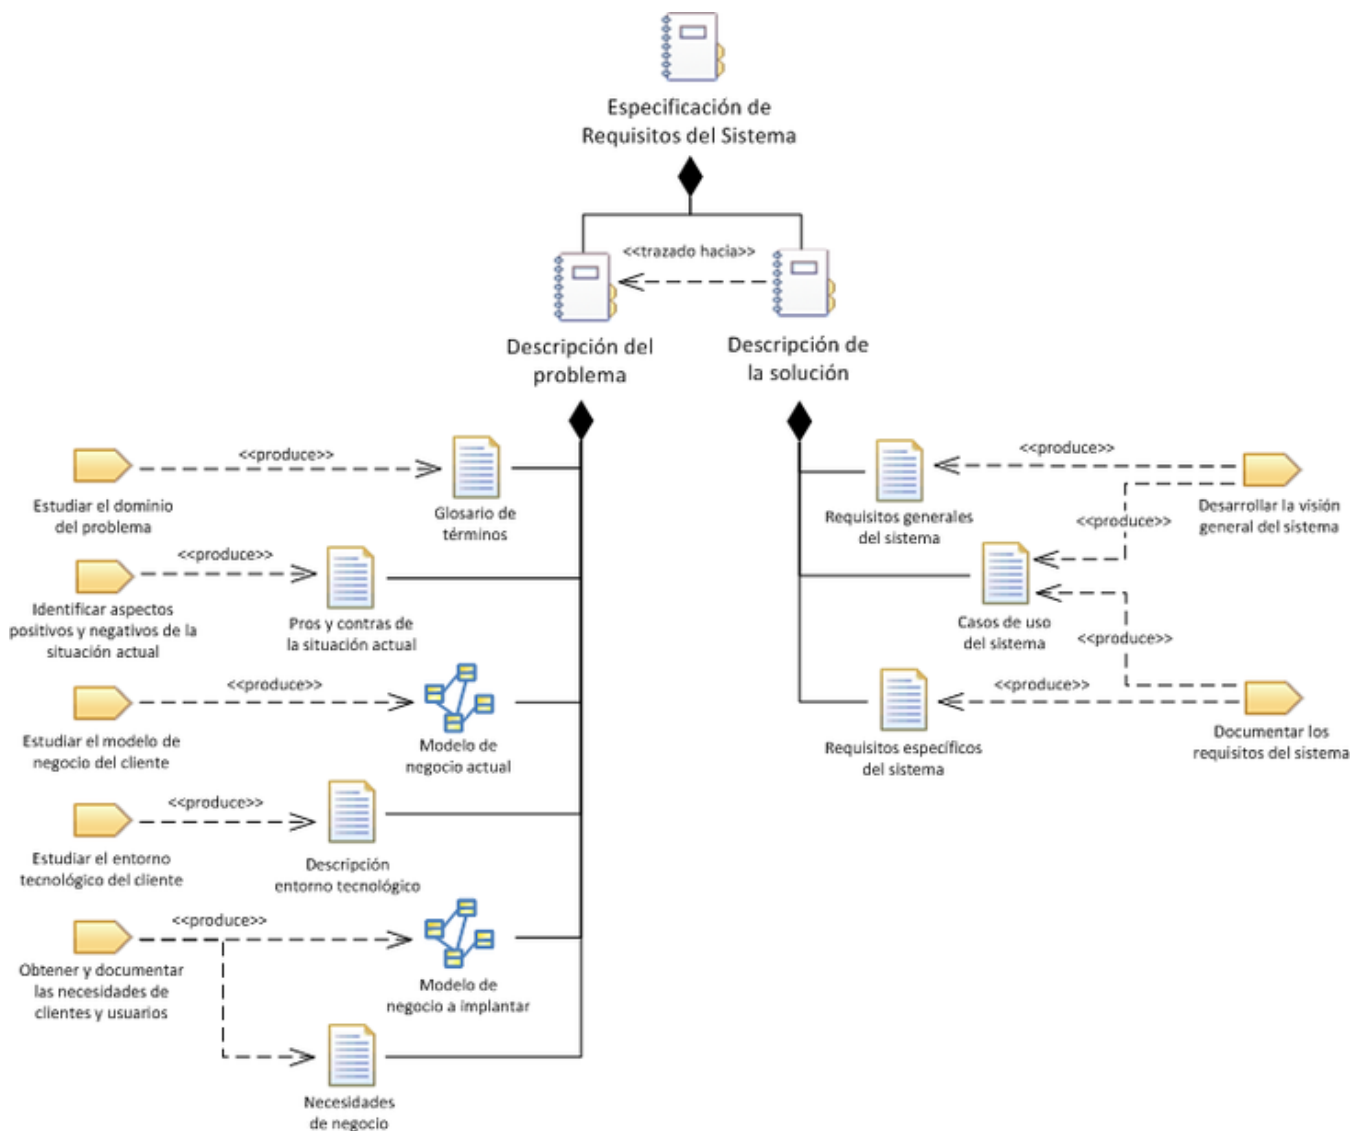 Especificación de
Requisitos del Sistema
<<trazado hacia>>
Descripción del
problema
Descripción de
la solución
<<produce>>
Estudiar el dominio
del problema
Glosario de
términos
<<produce>>
Identificar aspectos
positivos y negativos de la
situación actual
Pros y contras de
la situación actual
<<produce>>
Estudiar el modelo de
negocio del cliente
Modelo de
negocio actual
<<produce>>
Estudiar el entorno
tecnológico del cliente
Descripción
entorno tecnológico
<<produce>>
Obtener y documentar
las necesidades de
clientes y usuarios
Modelo de
negocio a implantar
Necesidades
de negocio
<<produce>>
Requisitos generales
del sistema
Desarrollar la visión
general del sistema
<<produce>>
Casos de uso
del sistema
<<produce>>
<<produce>>
Requisitos específicos
del sistema
Documentar los
requisitos del sistema